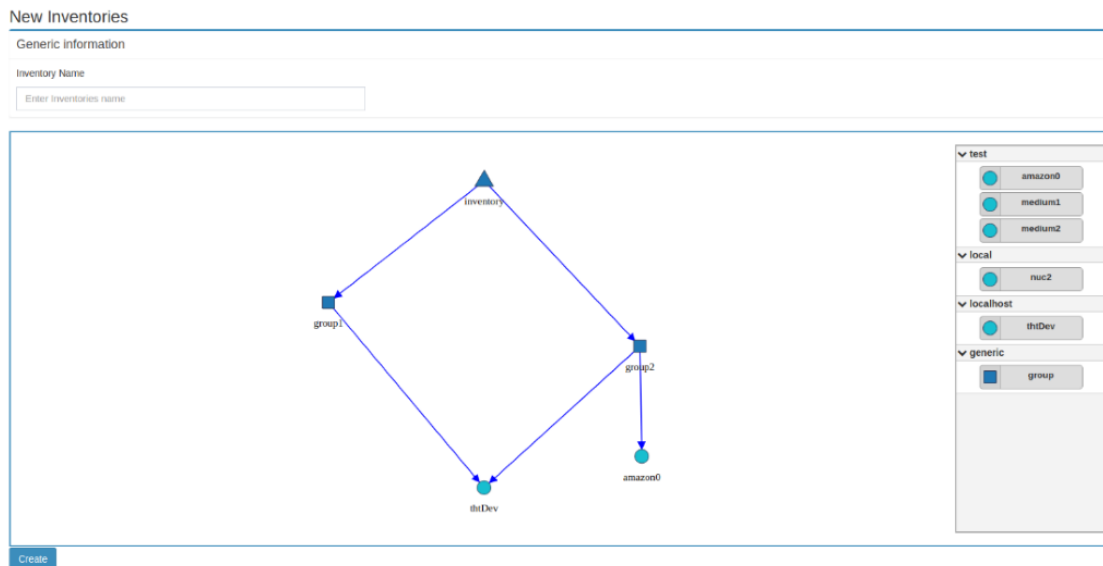 New Inventories
Generic information
Inventory Name
Enter Inventories name
inventory
group1
group2
amazon0
thtDev
test
amazon0
medium1
medium2
local
nuc2
localhost
thtDev
generic
group
Create